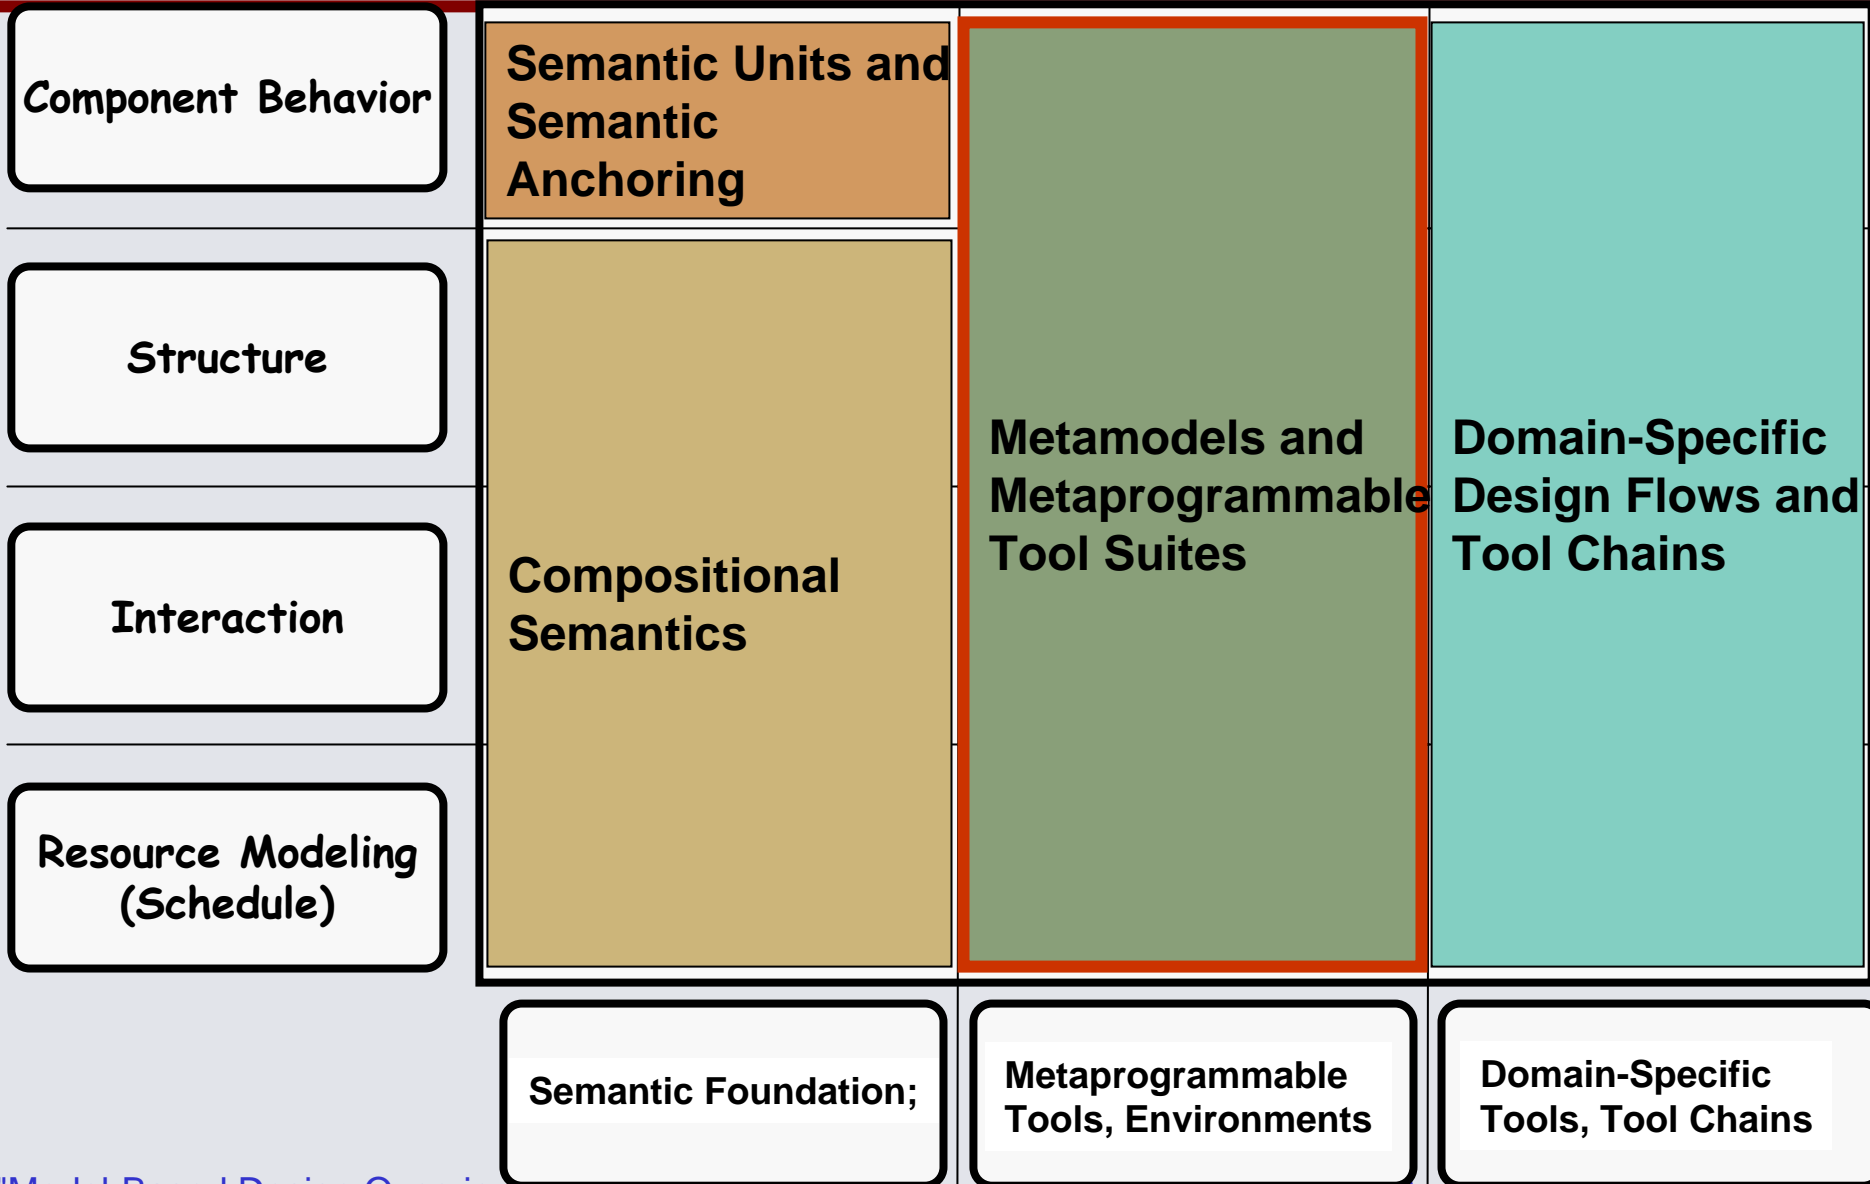 Component Behavior
Semantic Units and
Semantic
Anchoring
Structure
Metamodels and
Metaprogrammable
Tool Suites
Domain-Specific
Design Flows and
Tool Chains
Interaction
Compositional
Semantics
Resource Modeling
(Schedule)
Semantic Foundation;
Metaprogrammable
Tools, Environments
Domain-Specific
Tools, Tool Chains